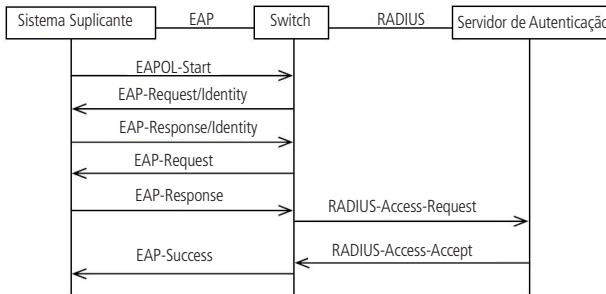 Sistema Suplicante
EAP
Switch
RADIUS
Servidor de Autenticação
EAPOL-Start
EAP-Request/Identity
EAP-Response/Identity
EAP-Request
EAP-Response
RADIUS-Access-Request
RADIUS-Access-Accept
EAP-Success